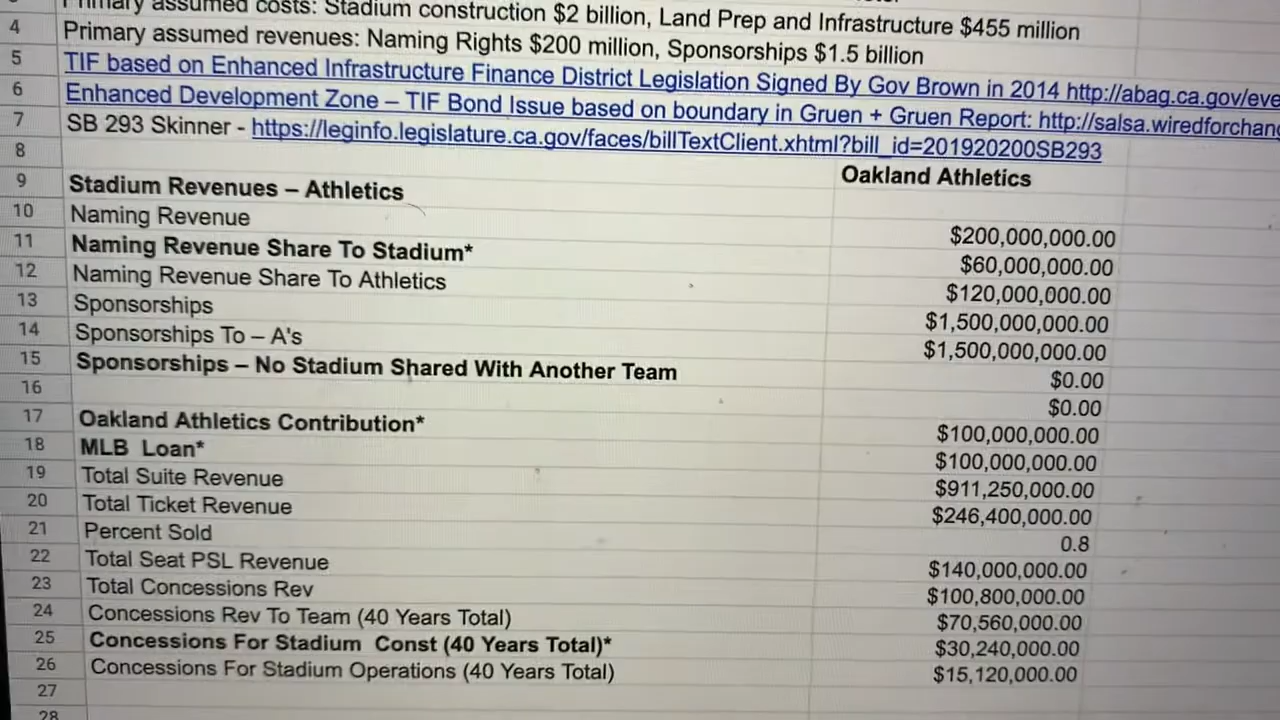 Primary assumed costs: Stadium construction $2 billion, Land Prep and Infrastructure $455 million
4 Primary assumed revenues: Naming Rights $200 million, Sponsorships $1.5 billion
5 TIF based on Enhanced Infrastructure Finance District Legislation Signed By Gov Brown in 2014 http://abag.ca.gov/eve
6 Enhanced Development Zone – TIF Bond Issue based on boundary in Gruen + Gruen Report: http://salsa.wiredforchan
7 SB 293 Skinner - https://leginfo.legislature.ca.gov/faces/billTextClient.xhtml?bill_id=201920200SB293
8 Oakland Athletics
9 Stadium Revenues – Athletics
10 Naming Revenue $200,000,000.00
11 Naming Revenue Share To Stadium* $60,000,000.00
12 Naming Revenue Share To Athletics $120,000,000.00
13 Sponsorships $1,500,000,000.00
14 Sponsorships To – A's $1,500,000,000.00
15 Sponsorships – No Stadium Shared With Another Team $0.00
16 $0.00
17 Oakland Athletics Contribution* $100,000,000.00
18 MLB Loan* $100,000,000.00
19 Total Suite Revenue $911,250,000.00
20 Total Ticket Revenue $246,400,000.00
21 Percent Sold 0.8
22 Total Seat PSL Revenue $140,000,000.00
23 Total Concessions Rev $100,800,000.00
24 Concessions Rev To Team (40 Years Total) $70,560,000.00
25 Concessions For Stadium Const (40 Years Total)* $30,240,000.00
26 Concessions For Stadium Operations (40 Years Total) $15,120,000.00
27
28